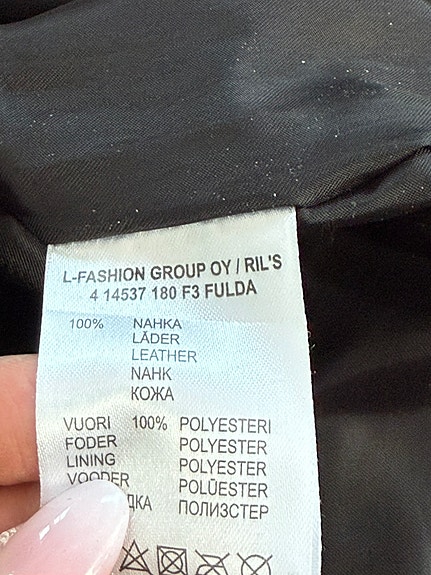 L-FASHION GROUP OY / RIL'S
4 14537 180 F3 FULDA
100% NAHKA
LÄDER
LEATHER
NAHK
КОЖА
VUORI 100% POLYESTERI
FODER POLYESTER
LINING POLYESTER
VOODER POLÜESTER
ДКА ПОЛИЭСТЕР